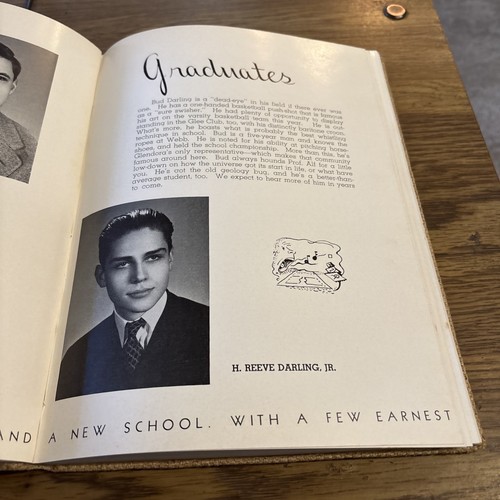 Graduates
Bud Darling is a "dead-eye" in his field if there ever was
one. He has a one-handed basketball push-shot that is famous
as a "sure swisher." He had plenty of opportunity to display
his art on the varsity basketball team this year. He is out-
standing in the Glee Club, too, with his distinctly baritone croon.
What's more, he boasts what is probably the best whistling
technique in school. Bud is a five-year man and knows the
ropes at Webb. He is noted for his ability at pitching horse-
shoes, and held the school championship. More than this, he's
Glendora's only representative—which makes that community
famous around here. Bud always hounds Prof. All for a little
low-down on how the universe got its start in life, or what have
you. He's got the old geology bug, and he's a better-than-
average student, too. We expect to hear more of him in years
to come.
H. REEVE DARLING, JR.
AND A NEW SCHOOL. WITH A FEW EARNEST